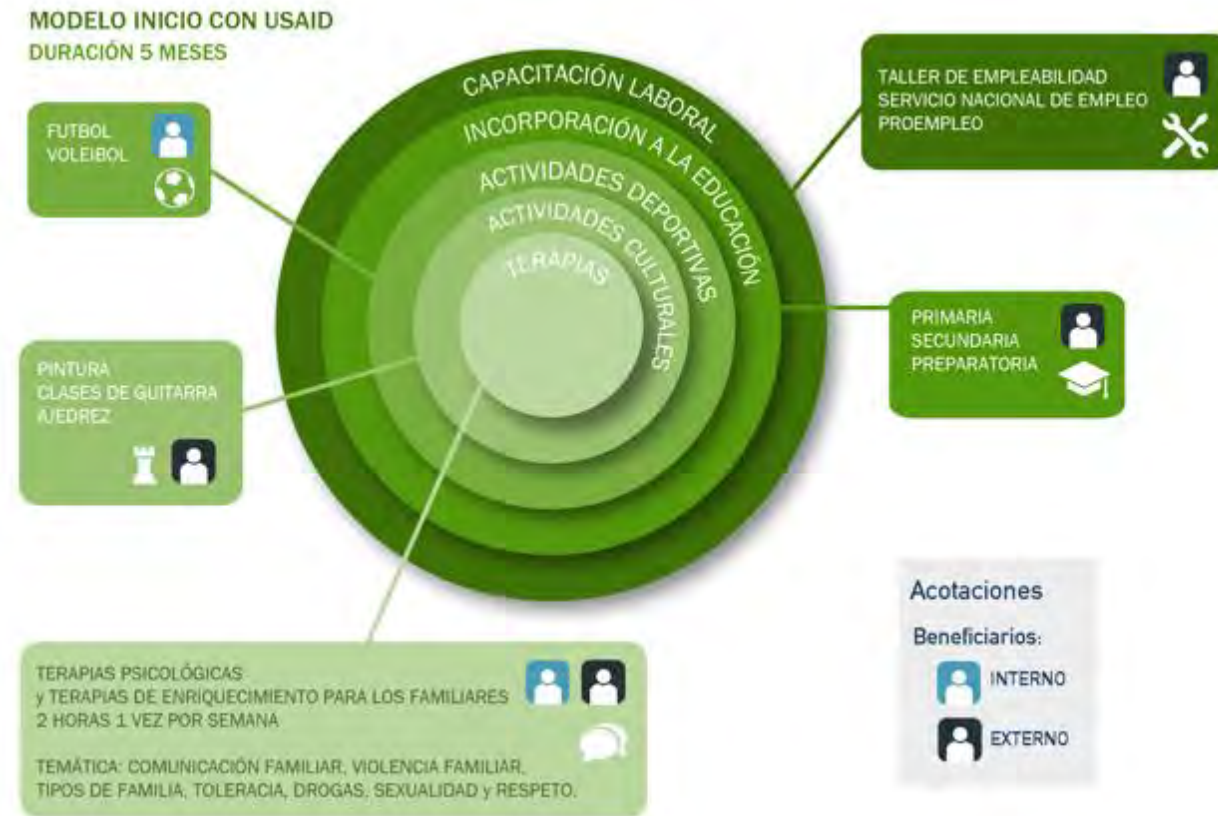 MODELO INICIO CON USAID
DURACIÓN 5 MESES
CAPACITACIÓN LABORAL
INCORPORACIÓN A LA EDUCACIÓN
ACTIVIDADES DEPORTIVAS
ACTIVIDADES CULTURALES
TERAPIAS
FUTBOL
VOLEIBOL
PINTURA
CLASES DE GUITARRA
AJEDREZ
TALLER DE EMPLEABILIDAD
SERVICIO NACIONAL DE EMPLEO
PROEMPLEO
PRIMARIA
SECUNDARIA
PREPARATORIA
TERAPIAS PSICOLÓGICAS
y TERAPIAS DE ENRIQUECIMIENTO PARA LOS FAMILIARES
2 HORAS 1 VEZ POR SEMANA
TEMÁTICA: COMUNICACIÓN FAMILIAR, VIOLENCIA FAMILIAR,
TIPOS DE FAMILIA, TOLERACIA, DROGAS, SEXUALIDAD y RESPETO.
Acotaciones
Beneficiarios:
INTERNO
EXTERNO